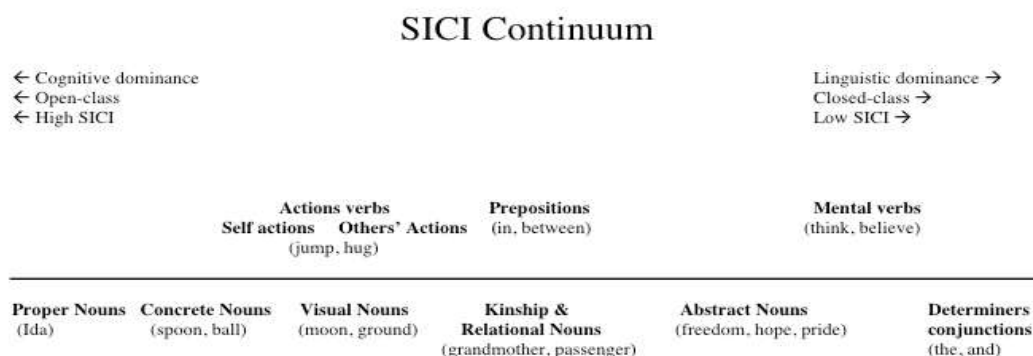 SICI Continuum
← Cognitive dominance
← Open-class
← High SICI
Linguistic dominance →
Closed-class →
Low SICI →
Actions verbs
Self actions Others' Actions
(jump, hug)
Prepositions
(in, between)
Mental verbs
(think, believe)
Proper Nouns
(Ida)
Concrete Nouns
(spoon, ball)
Visual Nouns
(moon, ground)
Kinship &
Relational Nouns
(grandmother, passenger)
Abstract Nouns
(freedom, hope, pride)
Determiners
conjunctions
(the, and)